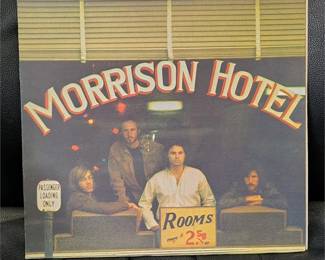 MORRISON HOTEL
PASSENGER
LOADING
ONLY
ROOMS
2.50